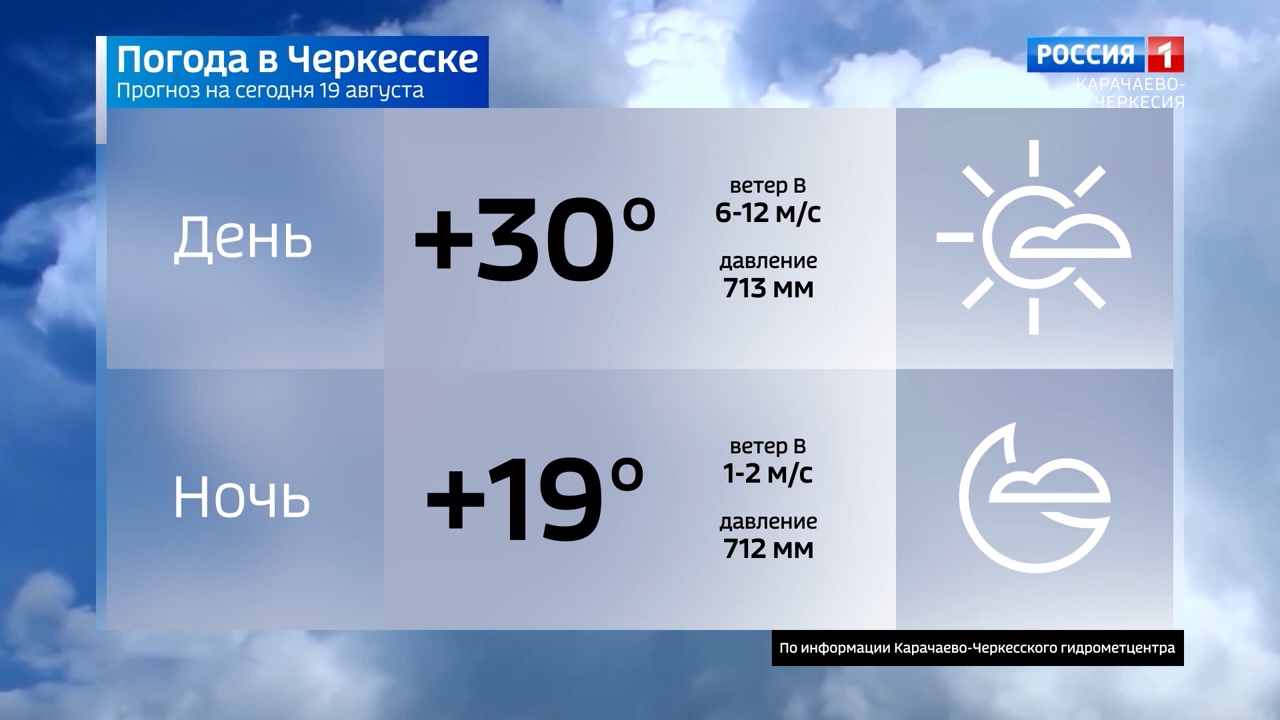 Погода в Черкесске
Прогноз на сегодня 19 августа
РОССИЯ 1
КАРАЧАЕВО-
ЧЕРКЕСИЯ
День
+30°
ветер В
6-12 м/с
давление
713 мм
Ночь
+19°
ветер В
1-2 м/с
давление
712 мм
По информации Карачаево-Черкесского гидрометцентра